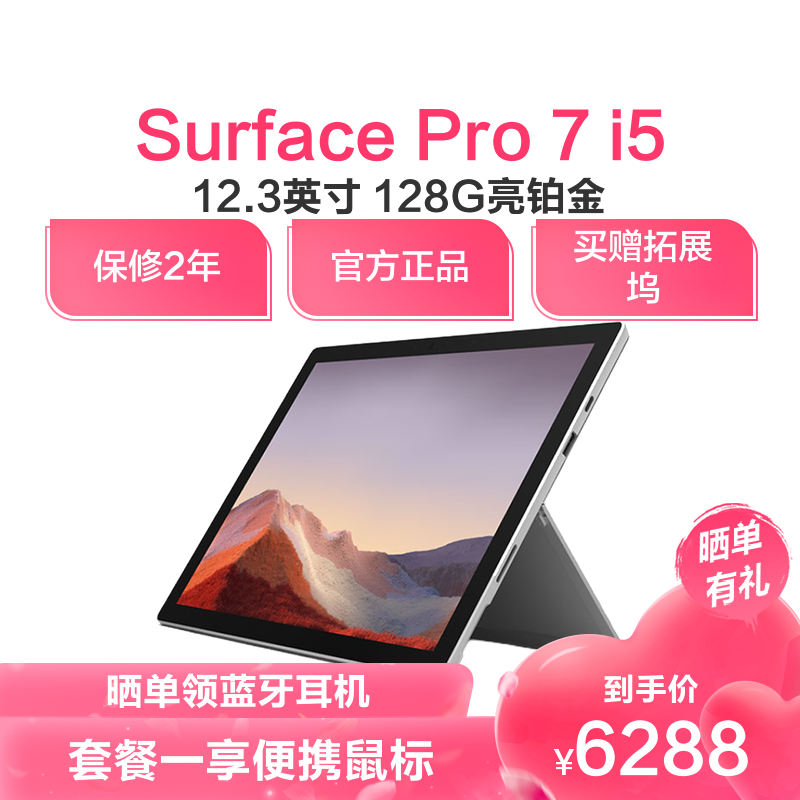 Surface Pro 7 i5
12.3英寸 128G亮铂金
保修2年
官方正品
买赠拓展
坞
晒单
有礼
晒单领蓝牙耳机
到手价
套餐一享便携鼠标
¥6288